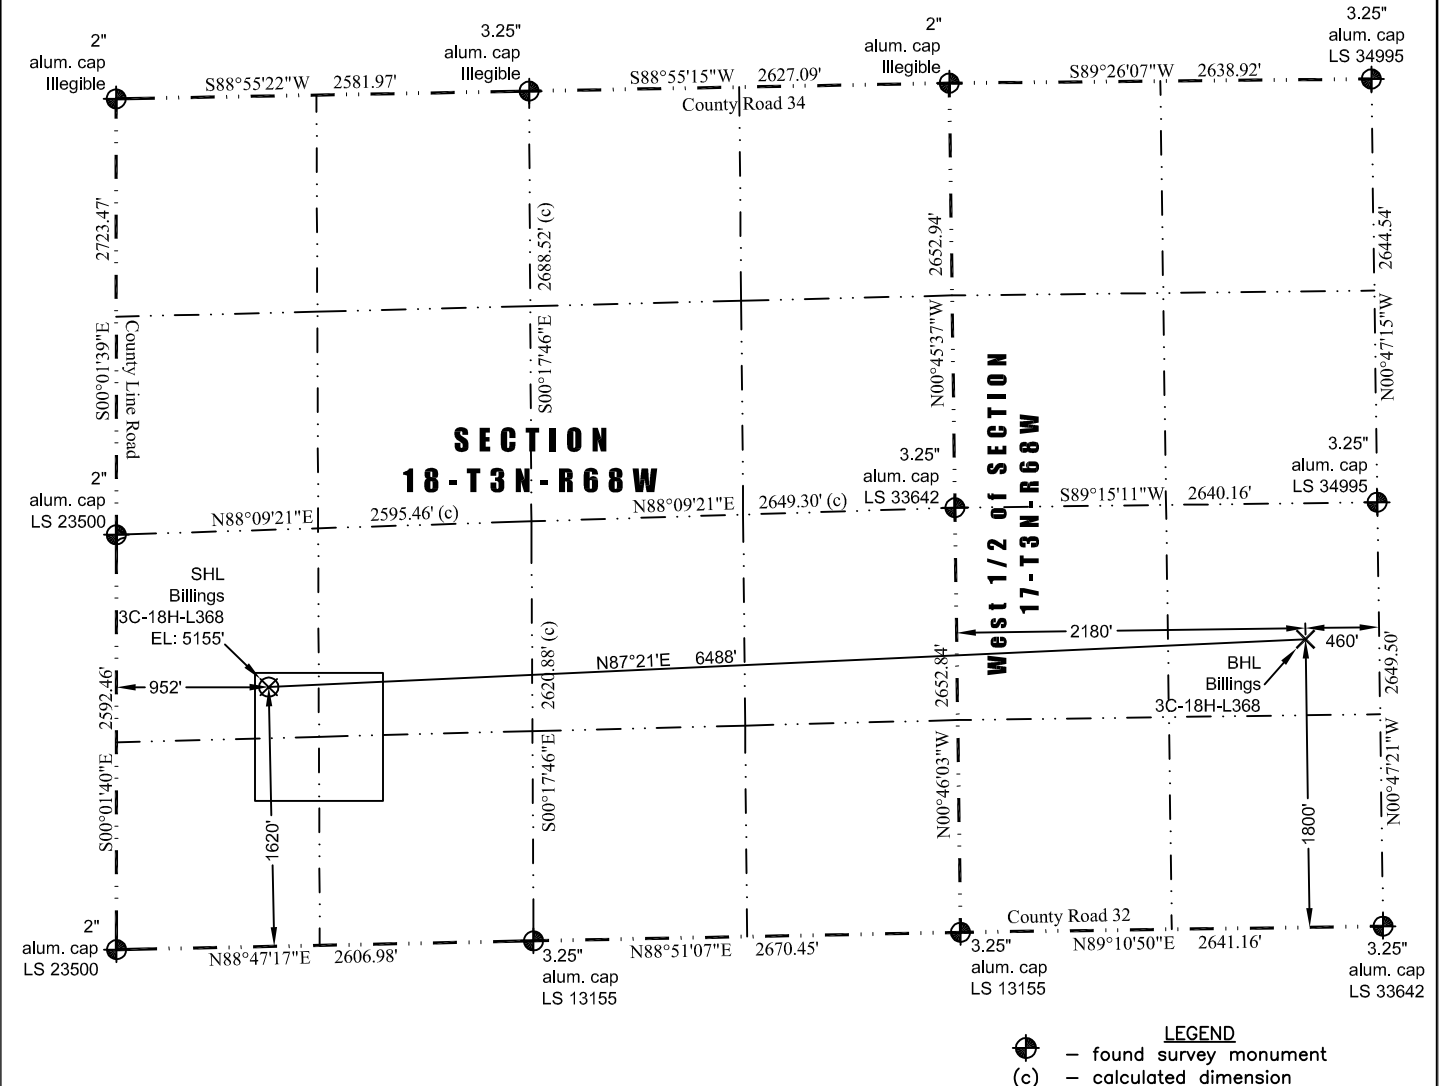 2"
alum. cap
Illegible
3.25"
alum. cap
Illegible
2"
alum. cap
Illegible
3.25"
alum. cap
LS 34995
S88°55'22"W 2581.97'
S88°55'15"W 2627.09'
S89°26'07"W 2638.92'
County Road 34
2723.47'
2688.52' (c)
2652.94'
2644.54'
S00°01'39"E
County Line Road
S00°17'46"E
N00°45'37"W
N00°47'15"W
SECTION
18-T3N-R68W
West 1/2 of SECTION
17-T3N-R68W
2"
alum. cap
LS 23500
3.25"
alum. cap
LS 33642
3.25"
alum. cap
LS 34995
N88°09'21"E 2595.46' (c)
N88°09'21"E 2649.30' (c)
S89°15'11"W 2640.16'
SHL
Billings
3C-18H-L368
EL: 5155'
952'
N87°21'E 6488'
2180'
460'
BHL
Billings
3C-18H-L368
2592.46'
2620.88' (c)
2652.84'
2649.50'
S00°01'40"E
1620'
S00°17'46"E
N00°46'03"W
1800'
N00°47'21"W
2"
alum. cap
LS 23500
N88°47'17"E 2606.98'
3.25"
alum. cap
LS 13155
N88°51'07"E 2670.45'
County Road 32
3.25"
alum. cap
LS 13155
N89°10'50"E 2641.16'
3.25"
alum. cap
LS 33642
LEGEND
– found survey monument
(c) – calculated dimension